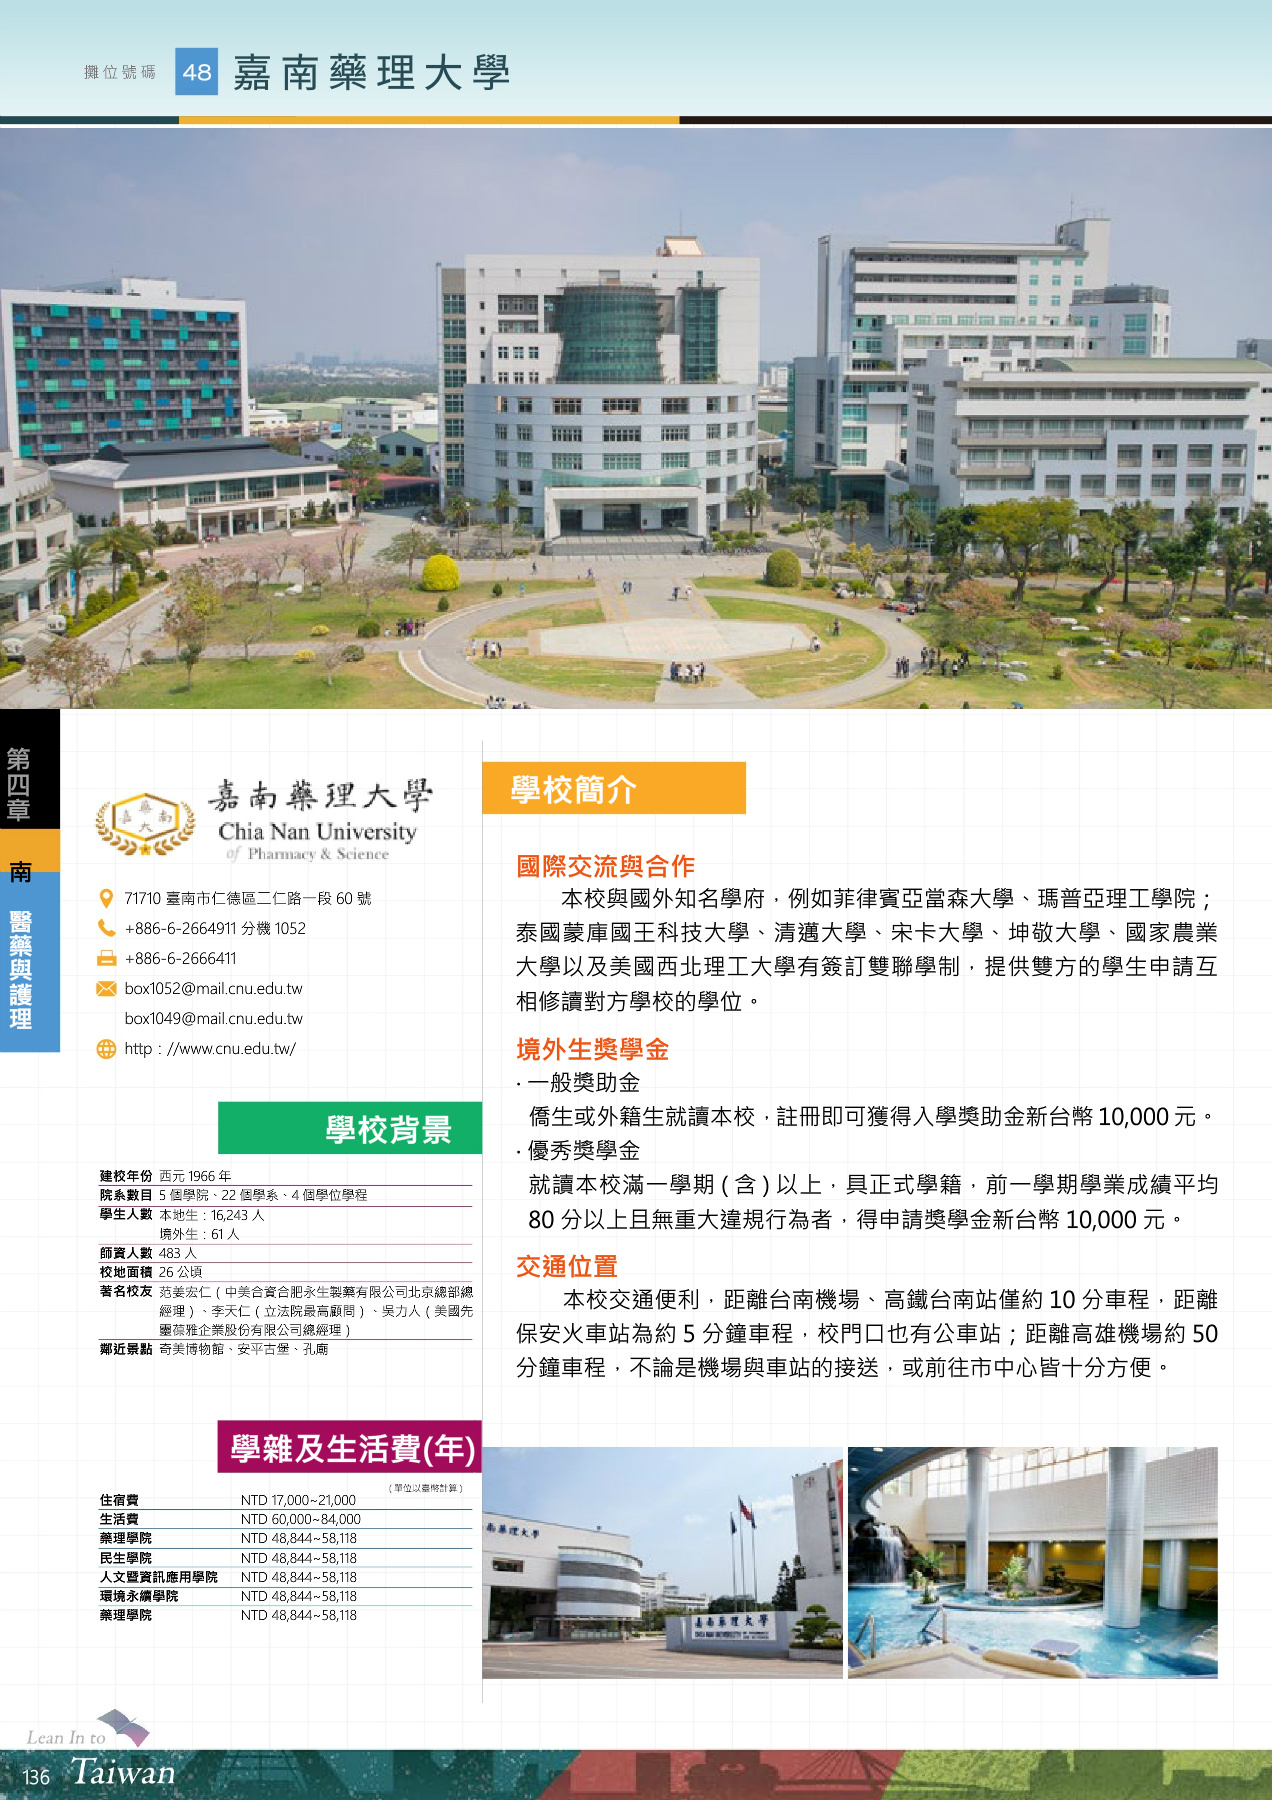 攤位號碼 48 嘉南藥理大學
第四章
南
醫藥與護理
嘉南藥理大學
Chia Nan University
of Pharmacy & Science
71710 臺南市仁德區二仁路一段 60 號
+886-6-2664911 分機 1052
+886-6-2666411
box1052@mail.cnu.edu.tw
box1049@mail.cnu.edu.tw
http：//www.cnu.edu.tw/
學校背景
建校年份 西元 1966 年
院系數目 5 個學院、22 個學系、4 個學位學程
學生人數 本地生：16,243 人
境外生：61 人
師資人數 483 人
校地面積 26 公頃
著名校友 范姜宏仁（中美合資合肥永生製藥有限公司北京總部總
經理）、李天仁（立法院最高顧問）、吳力人（美國先
靈葆雅企業股份有限公司總經理）
鄰近景點 奇美博物館、安平古堡、孔廟
學雜及生活費(年)
（單位以臺幣計算）
住宿費 NTD 17,000~21,000
生活費 NTD 60,000~84,000
藥理學院 NTD 48,844~58,118
民生學院 NTD 48,844~58,118
人文暨資訊應用學院 NTD 48,844~58,118
環境永續學院 NTD 48,844~58,118
藥理學院 NTD 48,844~58,118
學校簡介
國際交流與合作
本校與國外知名學府，例如菲律賓亞當森大學、瑪普亞理工學院；
泰國蒙庫國王科技大學、清邁大學、宋卡大學、坤敬大學、國家農業
大學以及美國西北理工大學有簽訂雙聯學制，提供雙方的學生申請互
相修讀對方學校的學位。
境外生獎學金
· 一般獎助金
僑生或外籍生就讀本校，註冊即可獲得入學獎助金新台幣 10,000 元。
· 優秀獎學金
就讀本校滿一學期 ( 含 ) 以上，具正式學籍，前一學期學業成績平均
80 分以上且無重大違規行為者，得申請獎學金新台幣 10,000 元。
交通位置
本校交通便利，距離台南機場、高鐵台南站僅約 10 分車程，距離
保安火車站為約 5 分鐘車程，校門口也有公車站；距離高雄機場約 50
分鐘車程，不論是機場與車站的接送，或前往市中心皆十分方便。
嘉南藥理大學
嘉南藥理大學
Lean In to
Taiwan
136